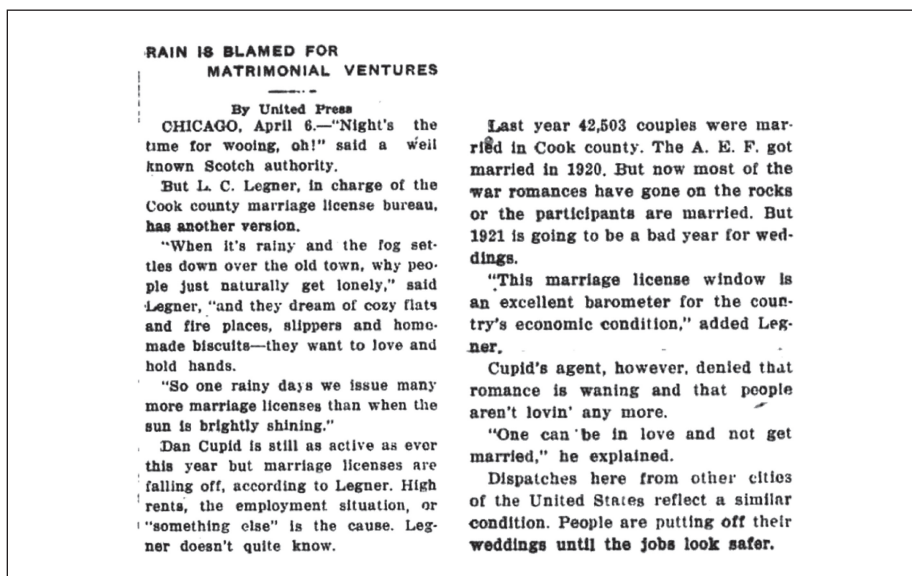 RAIN IS BLAMED FOR
MATRIMONIAL VENTURES
By United Press
CHICAGO, April 6.—"Night's the
time for wooing, oh!" said a well
known Scotch authority.
But L. C. Legner, in charge of the
Cook county marriage license bureau,
has another version.
"When it's rainy and the fog set-
tles down over the old town, why peo-
ple just naturally get lonely," said
Legner, "and they dream of cozy flats
and fire places, slippers and home-
made biscuits—they want to love and
hold hands.
"So one rainy days we issue many
more marriage licenses than when the
sun is brightly shining."
Dan Cupid is still as active as ever
this year but marriage licenses are
falling off, according to Legner. High
rents, the employment situation, or
"something else" is the cause. Leg-
ner doesn't quite know.
Last year 42,503 couples were mar-
ried in Cook county. The A. E. F. got
married in 1920. But now most of the
war romances have gone on the rocks
or the participants are married. But
1921 is going to be a bad year for wed-
dings.
"This marriage license window is
an excellent barometer for the coun-
try's economic condition," added Leg-
ner.
Cupid's agent, however, denied that
romance is waning and that people
aren't lovin' any more.
"One can be in love and not get
married," he explained.
Dispatches here from other cities
of the United States reflect a similar
condition. People are putting off their
weddings until the jobs look safer.